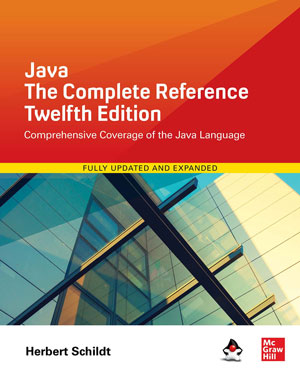 Java
The Complete Reference
Twelfth Edition
Comprehensive Coverage of the Java Language
FULLY UPDATED AND EXPANDED
Herbert Schildt
Mc
Graw
Hill